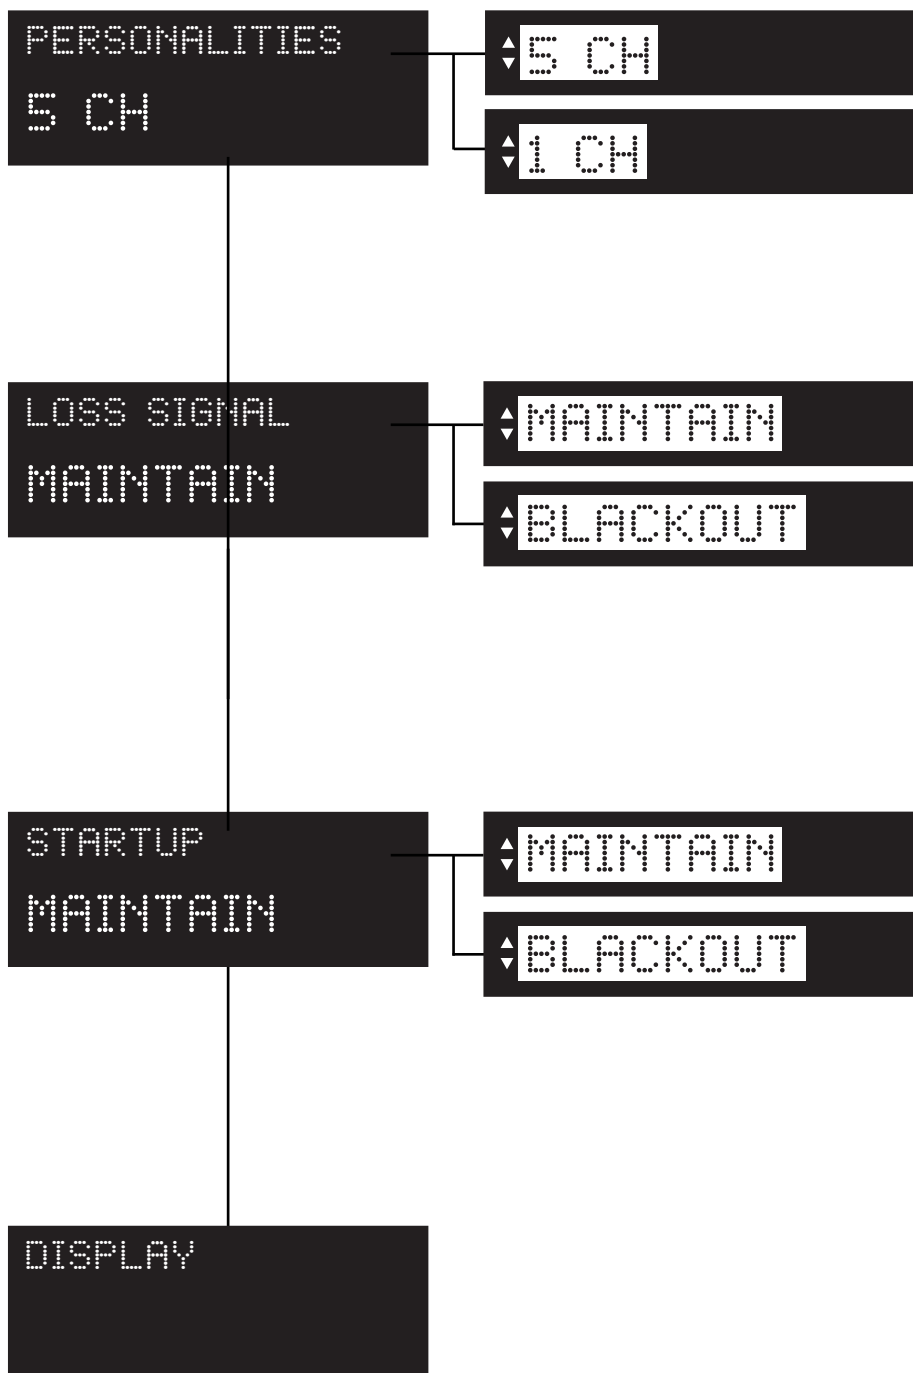 PERSONALITIES
5 CH
5 CH
1 CH
LOSS SIGNAL
MAINTAIN
MAINTAIN
BLACKOUT
STARTUP
MAINTAIN
MAINTAIN
BLACKOUT
DISPLAY